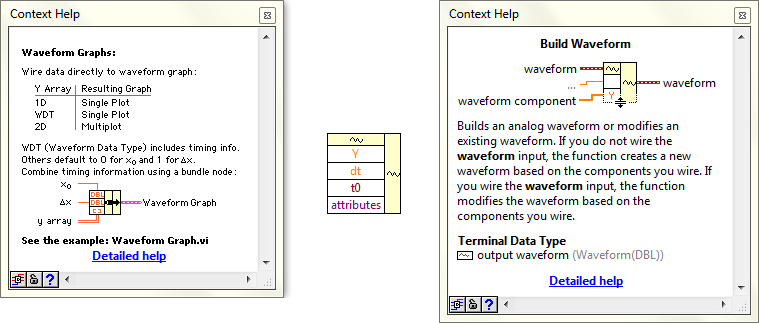 Context Help
Waveform Graphs:
Wire data directly to waveform graph:
Y Array Resulting Graph
1D Single Plot
WDT Single Plot
2D Multiplot
WDT (Waveform Data Type) includes timing info.
Others default to 0 for x0 and 1 for Δx.
Combine timing information using a bundle node:
x0
Δx DBL
DBL Waveform Graph
y array
See the example: Waveform Graph.vi
Detailed help
?
Y
dt
t0
attributes
Context Help
Build Waveform
waveform
... waveform
waveform component Y
Builds an analog waveform or modifies an
existing waveform. If you do not wire the
waveform input, the function creates a new
waveform based on the components you wire. If
you wire the waveform input, the function
modifies the waveform based on the
components you wire.
Terminal Data Type
output waveform (Waveform(DBL))
Detailed help
?